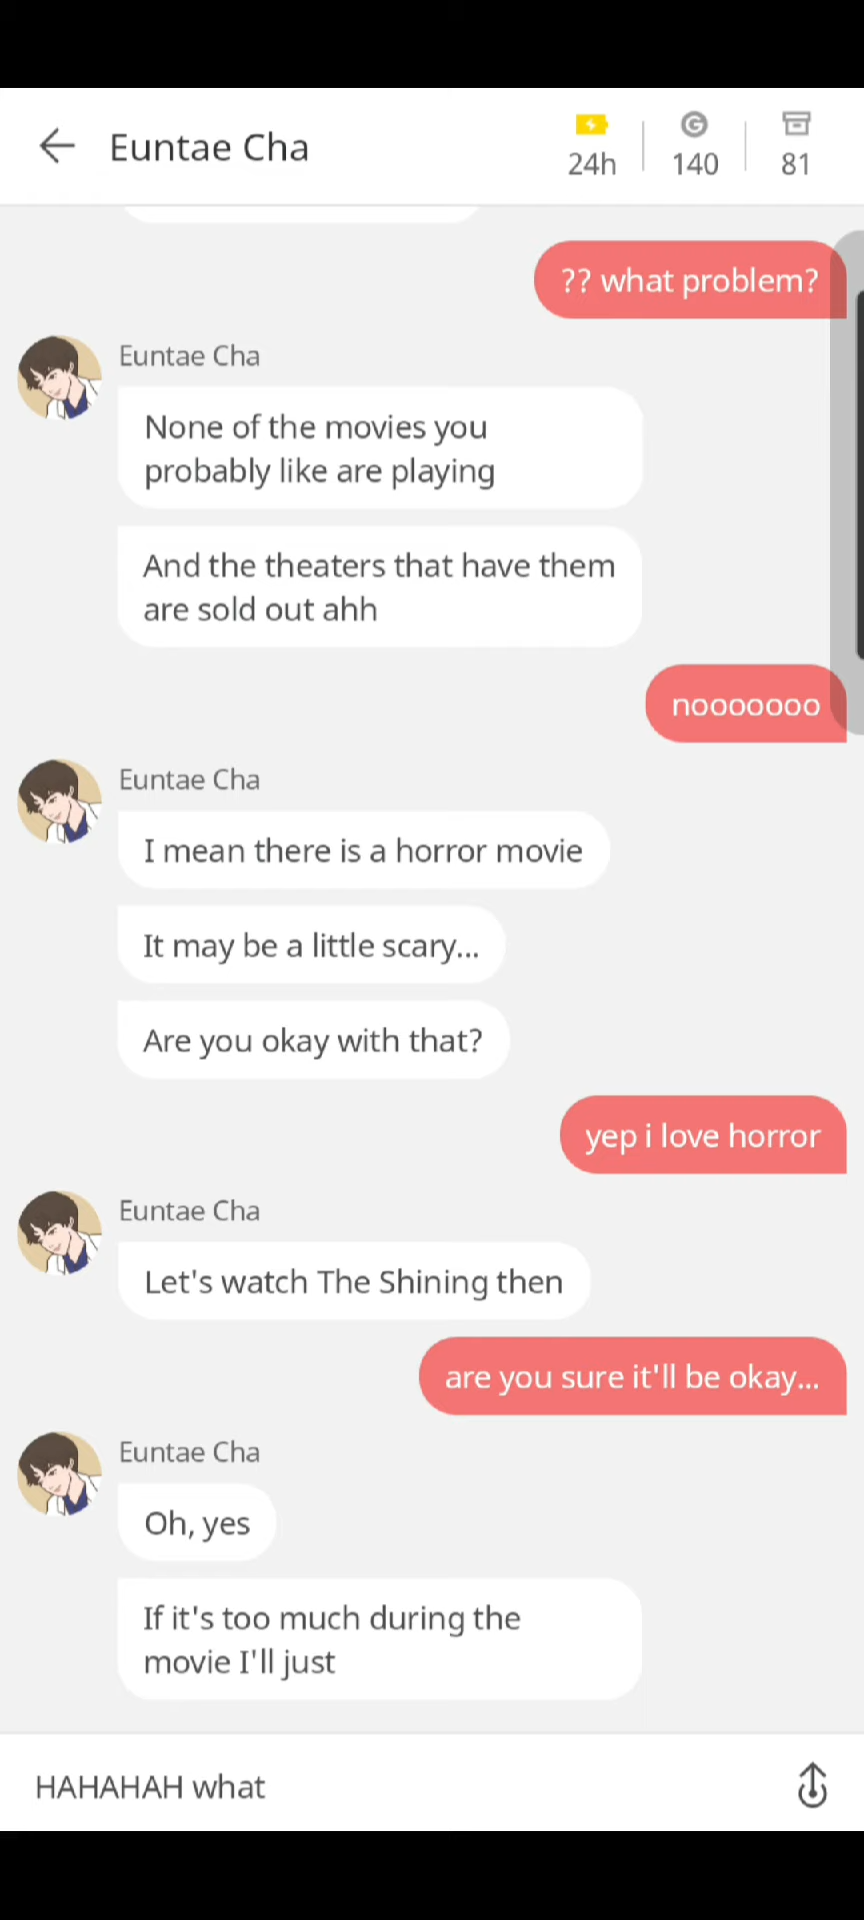 Euntae Cha
24h
140
81
?? what problem?
Euntae Cha
None of the movies you
probably like are playing
And the theaters that have them
are sold out ahh
nooooooo
Euntae Cha
I mean there is a horror movie
It may be a little scary...
Are you okay with that?
yep i love horror
Euntae Cha
Let's watch The Shining then
are you sure it'll be okay...
Euntae Cha
Oh, yes
If it's too much during the
movie I'll just
HAHAHAH what